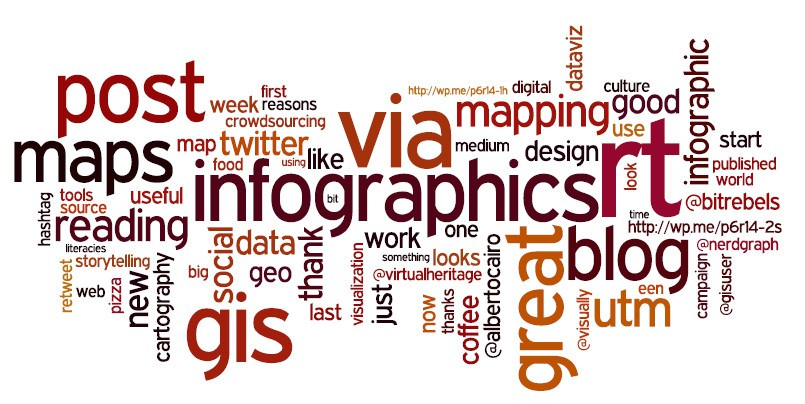 post
maps
week
first
reasons
crowdsourcing
map
twitter
food
using
like
via
http://wp.me/p6r14-1h
digital
dataviz
culture
mapping
good
infographic
medium
design
use
rt
look
start
published
world
@bitrebels
infographics
bit
hashtag
tools
source
useful
reading
literacies
storytelling
retweet
web
pizza
new
cartography
big
social
data
geo
thank
gis
last
visualization
work
one
something
looks
@virtualheritage
just
now
thanks
coffee
@albertocairo
great
blog
time
http://wp.me/p6r14-2s
@nerdgraph
@visually
utm
een
campaign
@gisuser